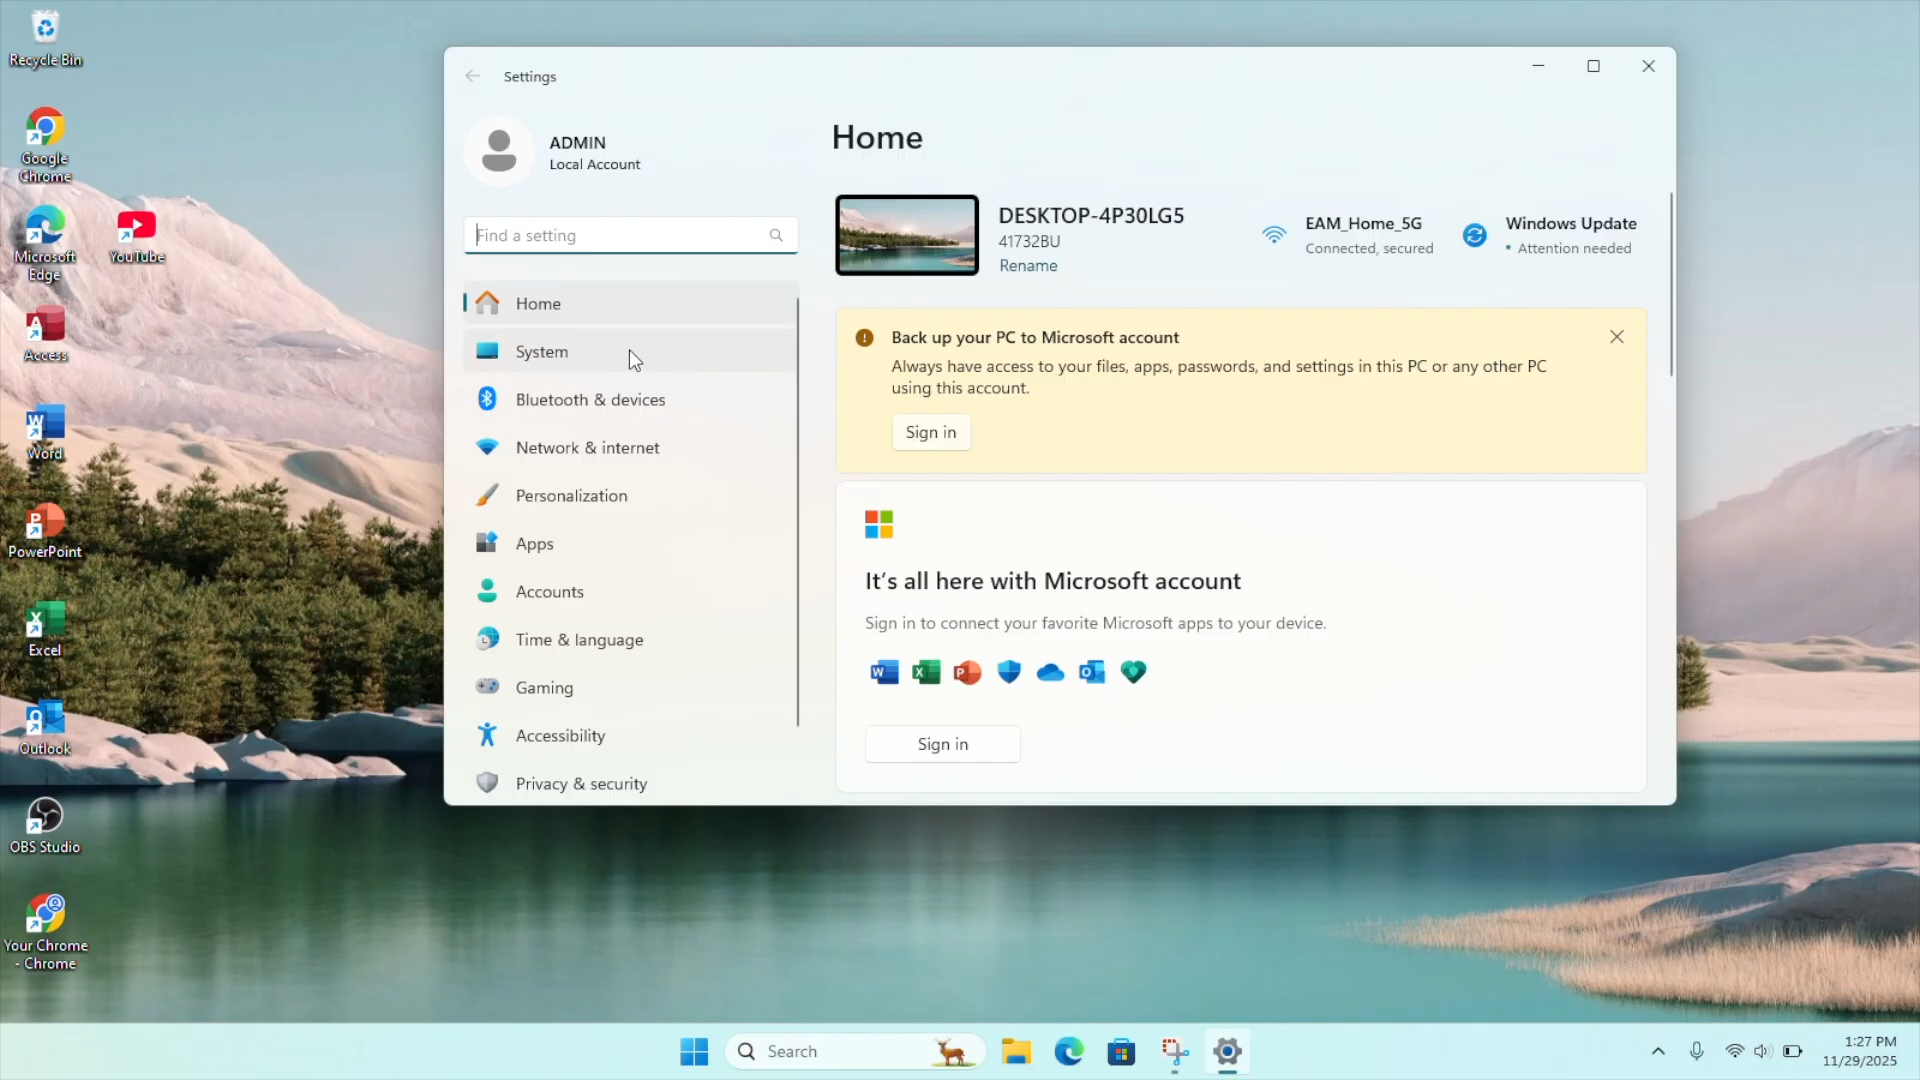 Recycle Bin
Google
Chrome
Microsoft
Edge
YouTube
Access
Word
PowerPoint
Excel
Outlook
OBS Studio
Your Chrome
- Chrome
Settings
ADMIN
Local Account
Find a setting
Home
System
Bluetooth & devices
Network & internet
Personalization
Apps
Accounts
Time & language
Gaming
Accessibility
Privacy & security
Home
DESKTOP-4P30LG5
41732BU
Rename
EAM_Home_5G
Connected, secured
Windows Update
• Attention needed
Back up your PC to Microsoft account
Always have access to your files, apps, passwords, and settings in this PC or any other PC
using this account.
Sign in
It's all here with Microsoft account
Sign in to connect your favorite Microsoft apps to your device.
Sign in
Search
1:27 PM
11/29/2025